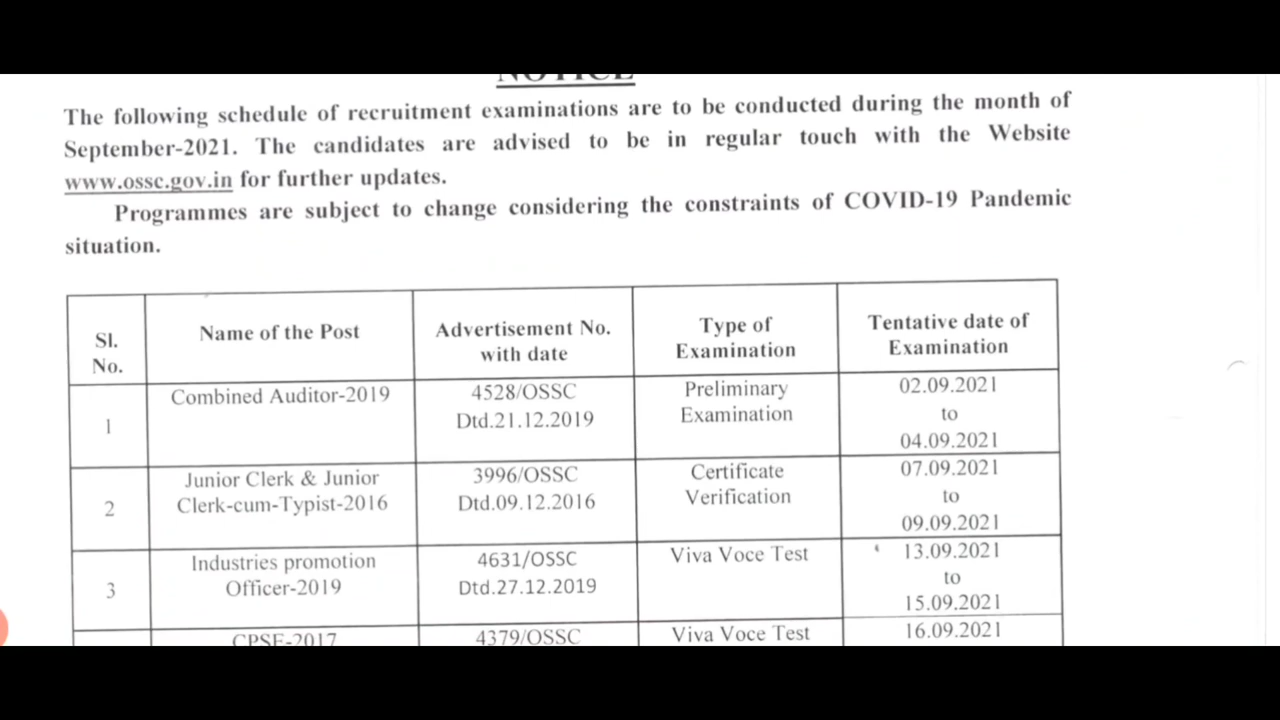 NOTICE
The following schedule of recruitment examinations are to be conducted during the month of
September-2021. The candidates are advised to be in regular touch with the Website
www.ossc.gov.in for further updates.
Programmes are subject to change considering the constraints of COVID-19 Pandemic
situation.
Sl.
No.
Name of the Post
Advertisement No.
with date
Type of
Examination
Tentative date of
Examination
1
Combined Auditor-2019
4528/OSSC
Dtd.21.12.2019
Preliminary
Examination
02.09.2021
to
04.09.2021
2
Junior Clerk & Junior
Clerk-cum-Typist-2016
3996/OSSC
Dtd.09.12.2016
Certificate
Verification
07.09.2021
to
09.09.2021
3
Industries promotion
Officer-2019
4631/OSSC
Dtd.27.12.2019
Viva Voce Test
13.09.2021
to
15.09.2021
CPSE-2017
4379/OSSC
Viva Voce Test
16.09.2021